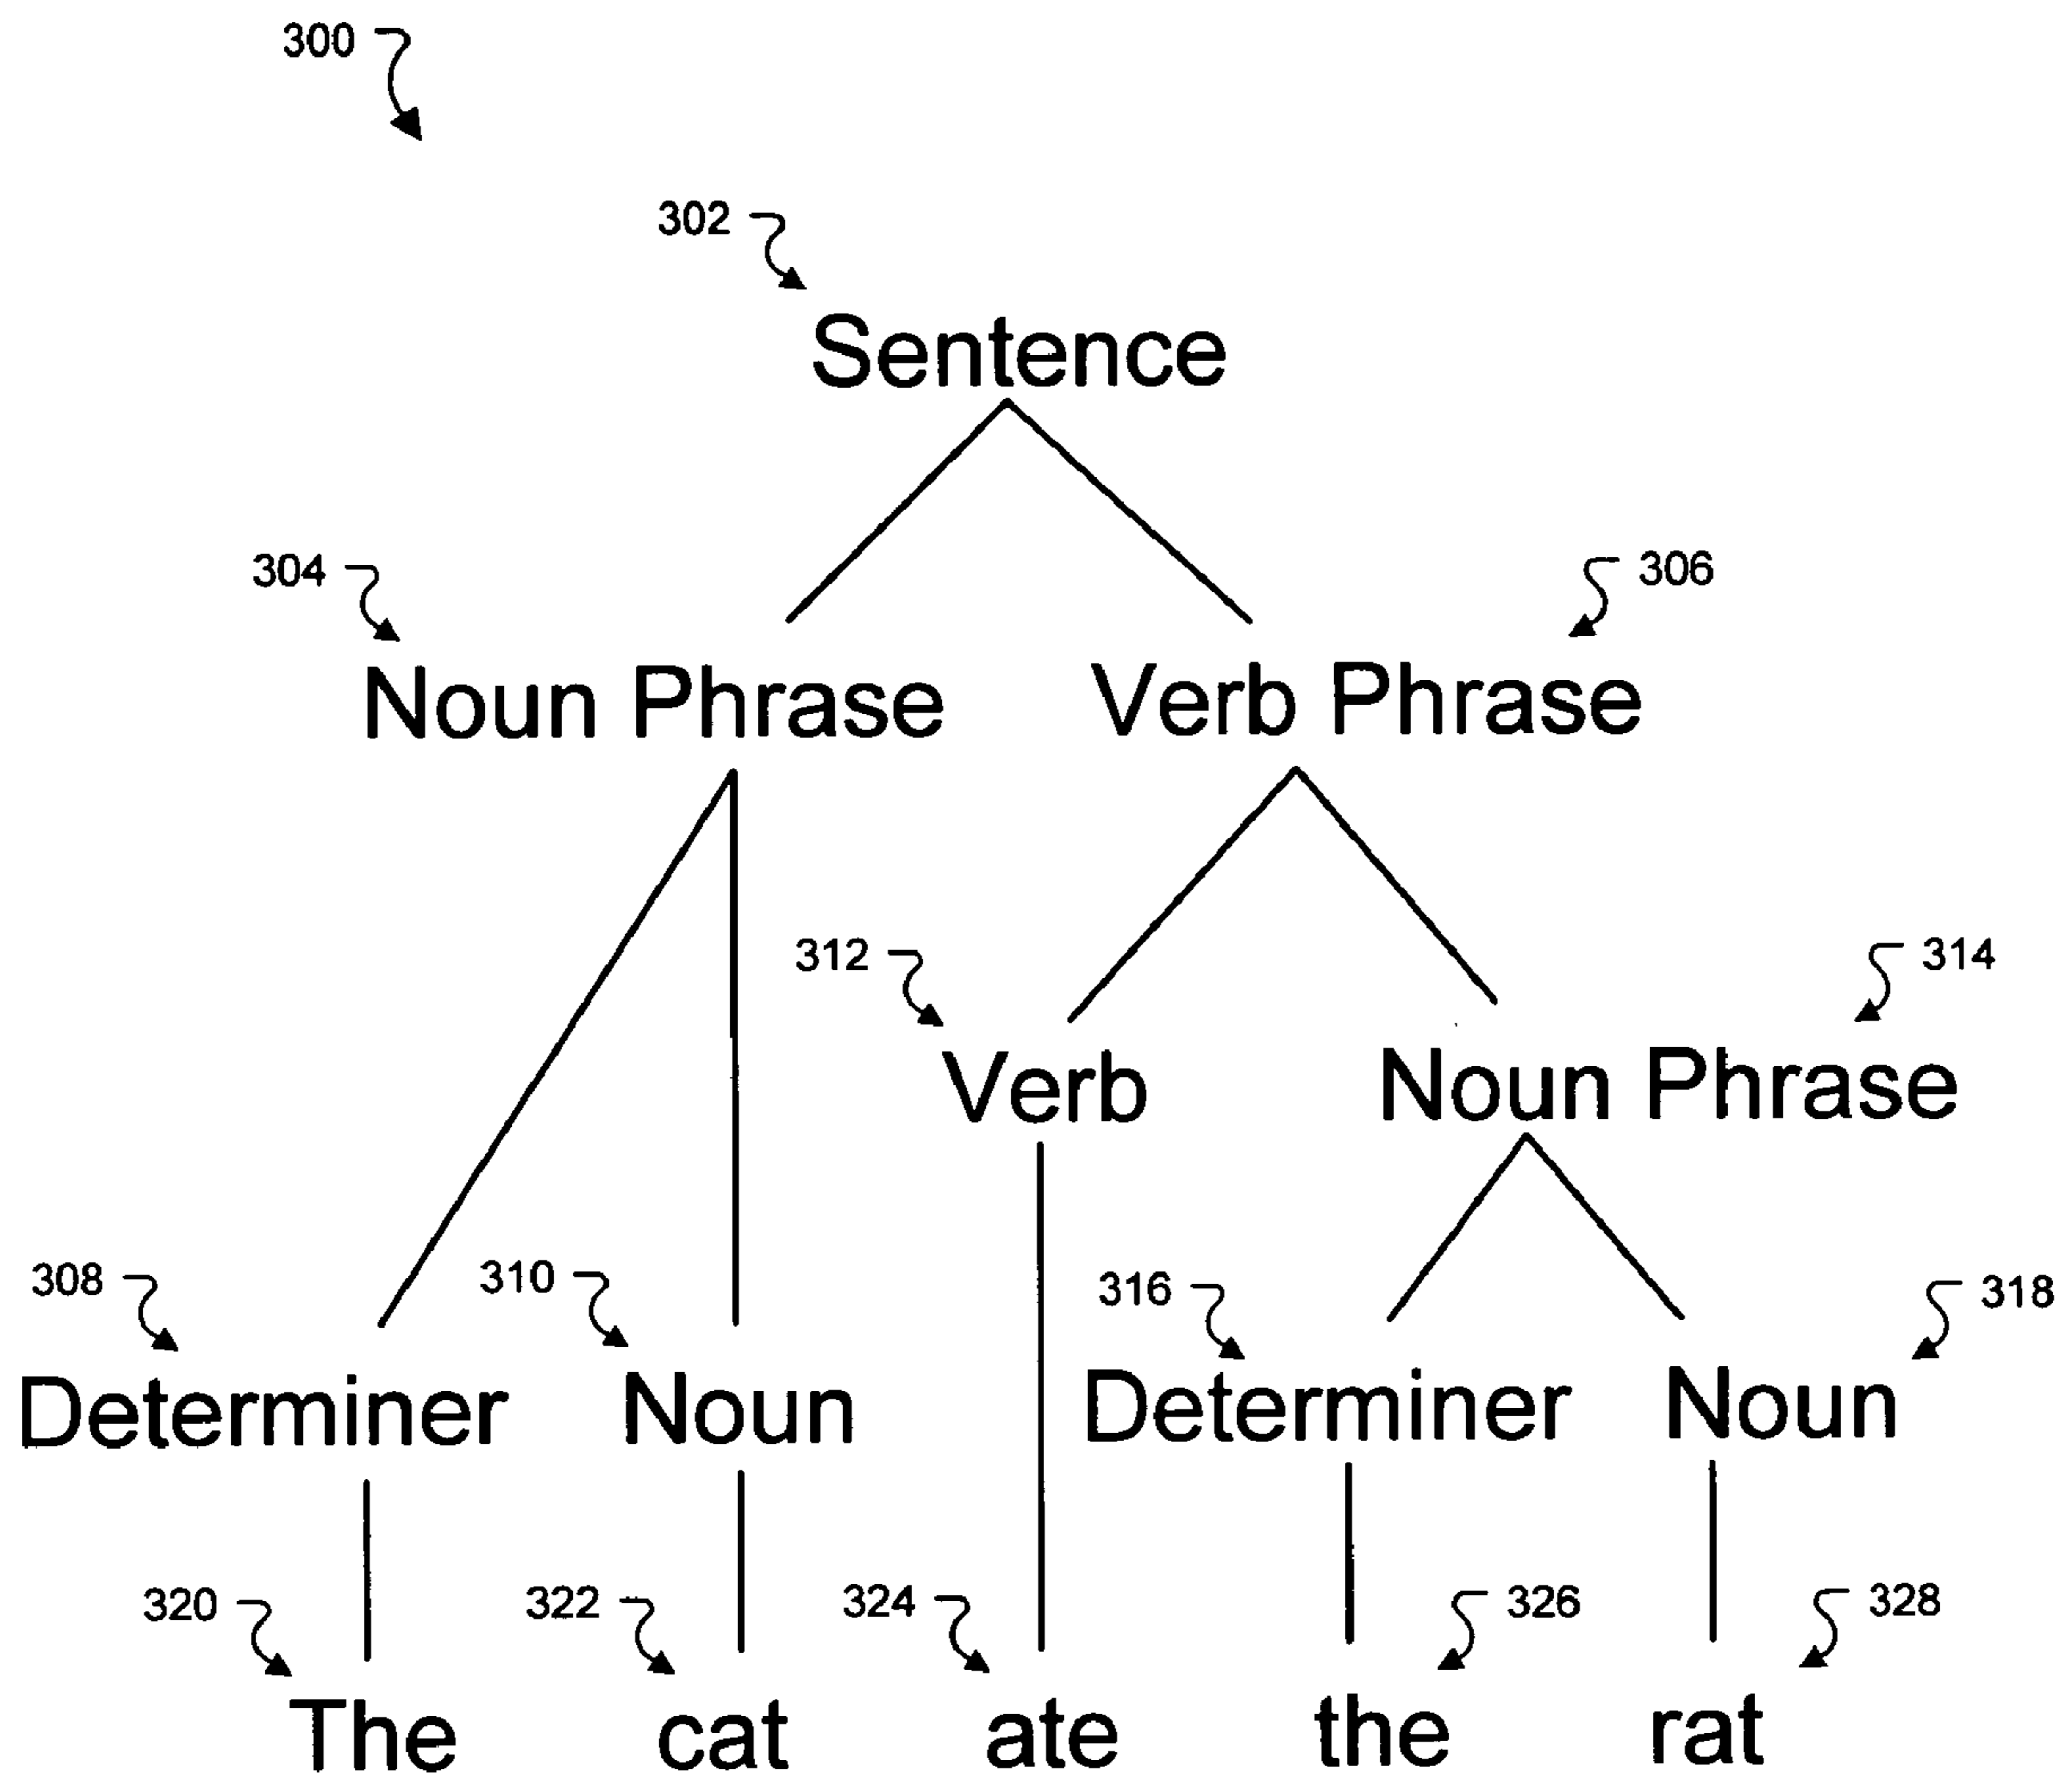 300
302
Sentence
304
306
Noun Phrase
Verb Phrase
312
314
Verb
Noun Phrase
308
310
316
318
Determiner
Noun
Determiner
Noun
320
322
324
326
328
The
cat
ate
the
rat